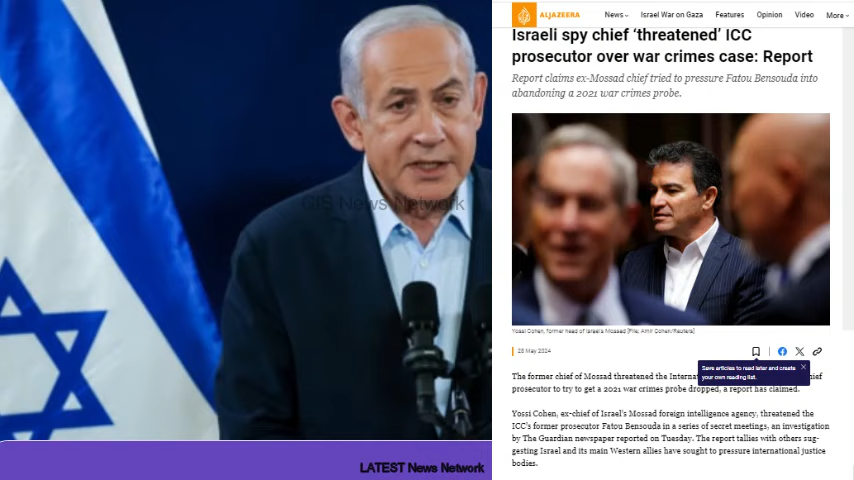 GIS News Network
LATEST News Network
ALJAZEERA
News
Israel War on Gaza
Features
Opinion
Video
More
Israeli spy chief ‘threatened’ ICC
prosecutor over war crimes case: Report
Report claims ex-Mossad chief tried to pressure Fatou Bensouda into
abandoning a 2021 war crimes probe.
Yossi Cohen, former head of Israel's Mossad [File: Amir Cohen/Reuters]
28 May 2024
Save articles to read later and create
your own reading list.
The former chief of Mossad threatened the Internat
prosecutor to try to get a 2021 war crimes probe dropped, a report has claimed.
Yossi Cohen, ex-chief of Israel’s Mossad foreign intelligence agency, threatened the
ICC’s former prosecutor Fatou Bensouda in a series of secret meetings, an investigation
by The Guardian newspaper reported on Tuesday. The report tallies with others sug-
gesting Israel and its main Western allies have sought to pressure international justice
bodies.